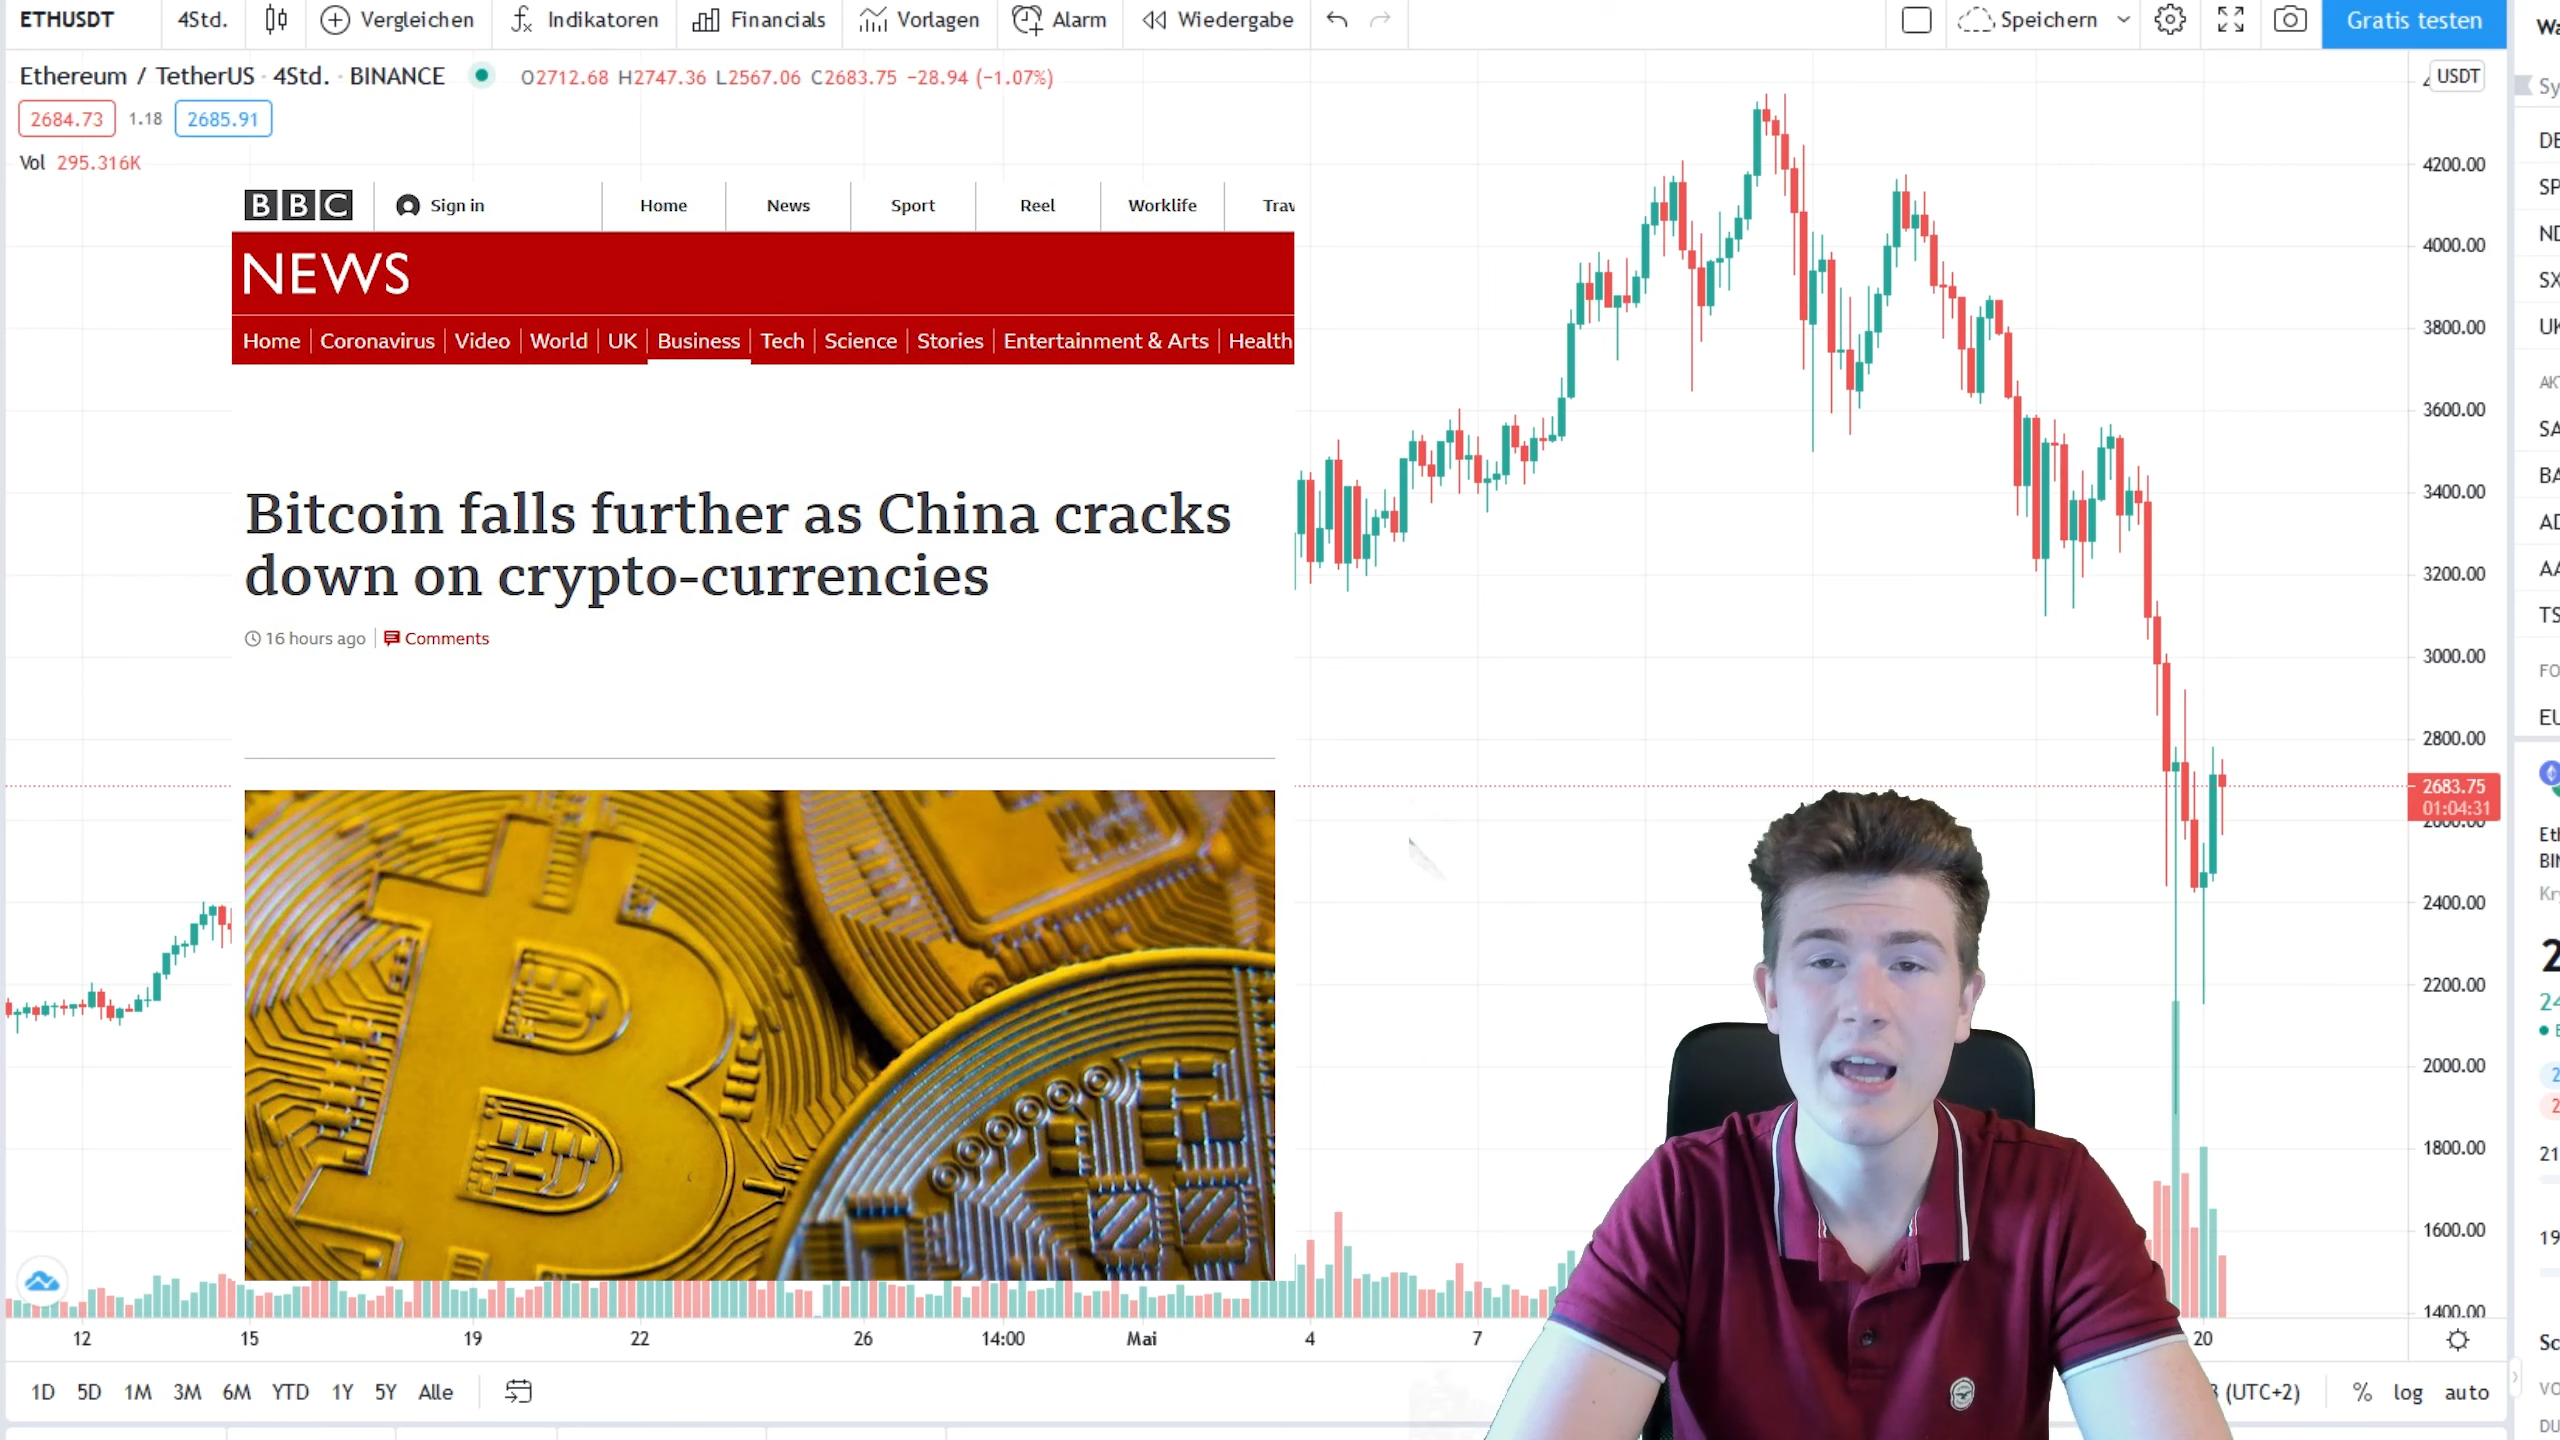 ETHUSDT 4Std. Vergleichen Indikatoren Financials Vorlagen Alarm Wiedergabe Speichern Gratis testen
Ethereum / TetherUS · 4Std. · BINANCE O2712.68 H2747.36 L2567.06 C2683.75 −28.94 (−1.07%)
USDT
2684.73 1.18 2685.91
Vol 295.316K
BBC Sign in Home News Sport Reel Worklife
NEWS
Home Coronavirus Video World UK Business Tech Science Stories Entertainment & Arts Health
Bitcoin falls further as China cracks
down on crypto-currencies
16 hours ago Comments
4200.00
4000.00
3800.00
3600.00
3400.00
3200.00
3000.00
2800.00
2683.75
01:04:31
2400.00
2200.00
2000.00
1800.00
1600.00
1400.00
12 15 19 22 26 14:00 Mai 4 7 20
1D 5D 1M 3M 6M YTD 1Y 5Y Alle (UTC+2) % log auto